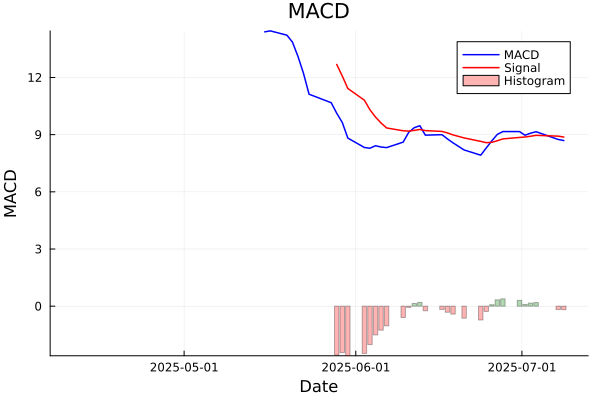 MACD
MACD
12
9
6
3
0
MACD
Signal
Histogram
2025-05-01
2025-06-01
2025-07-01
Date